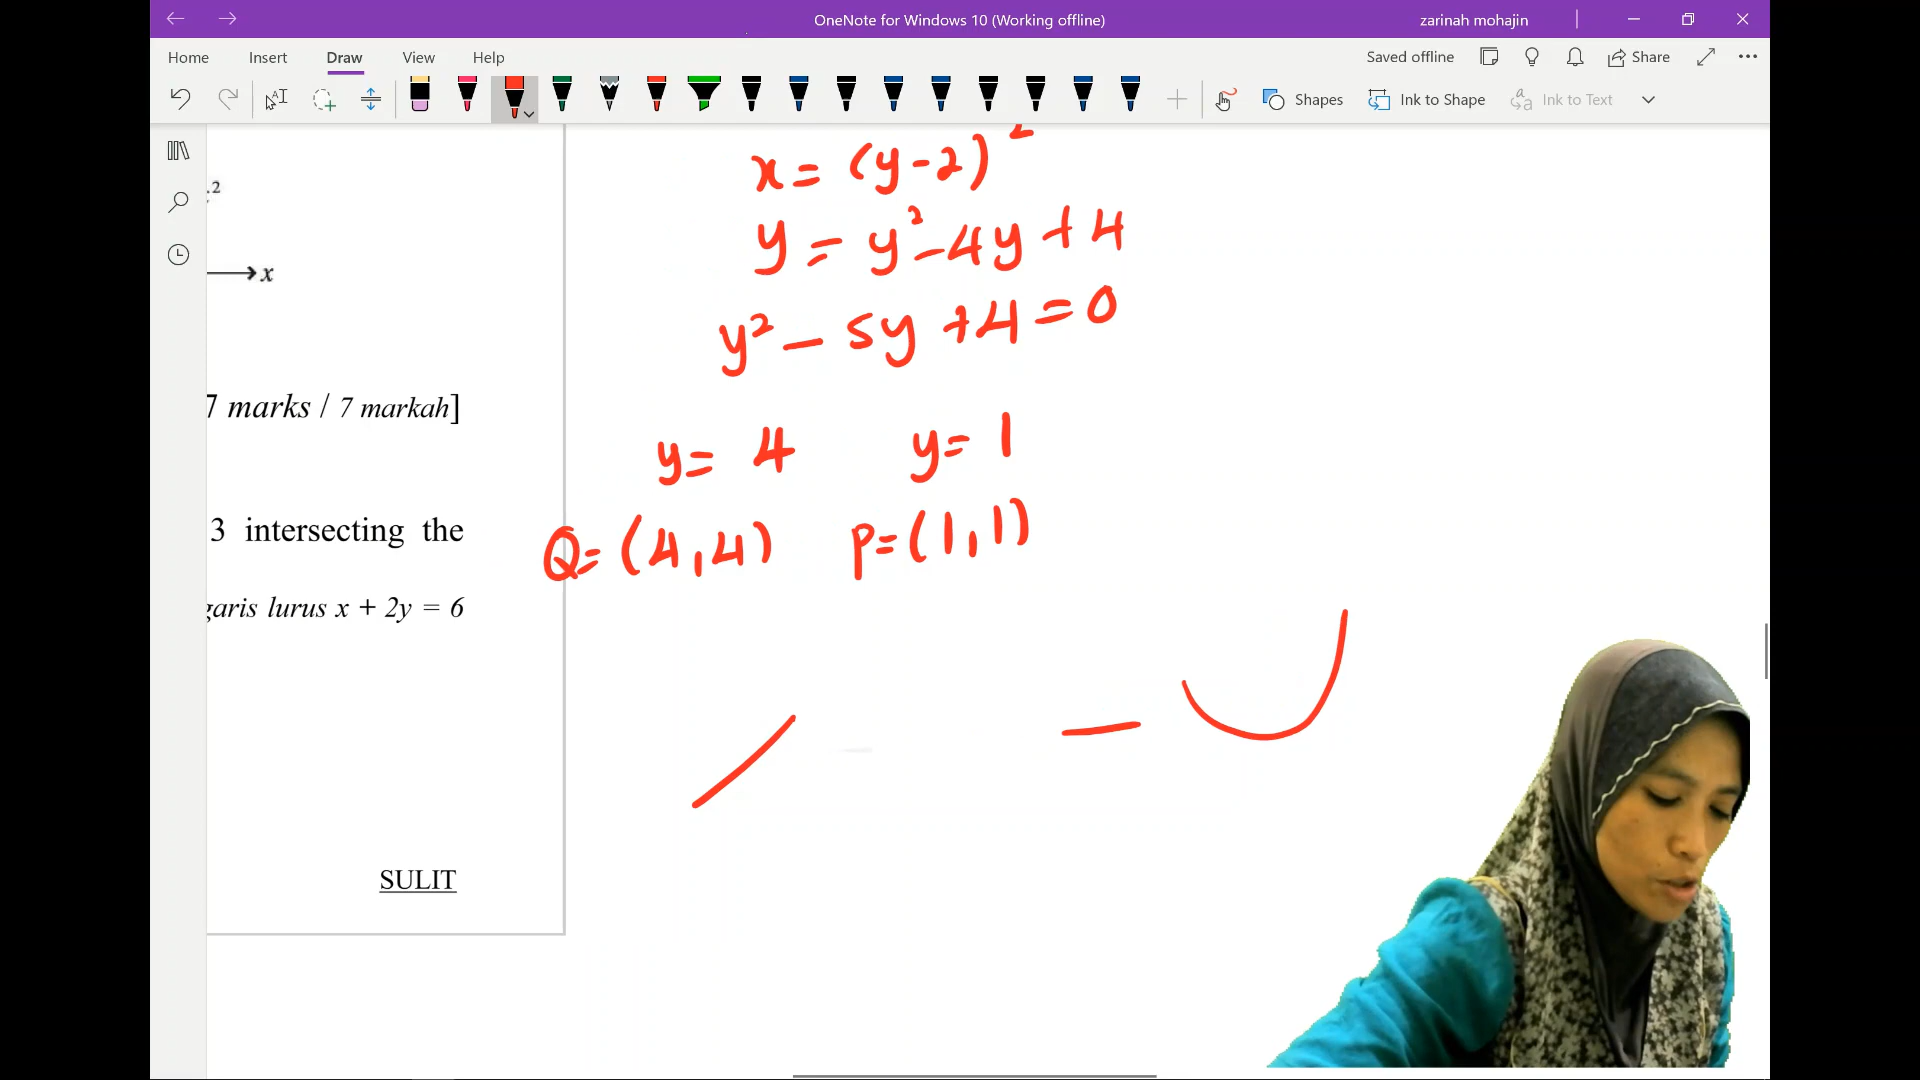 OneNote for Windows 10 (Working offline)
zarinah mohajin
Home Insert Draw View Help
Saved offline
Share
Shapes
Ink to Shape
Ink to Text
.2
x
7 marks / 7 markah]
3 intersecting the
garis lurus x + 2y = 6
SULIT
x = (y-2)²
y = y² - 4y + 4
y² - 5y + 4 = 0
y = 4 y = 1
Q = (4,4) P = (1,1)